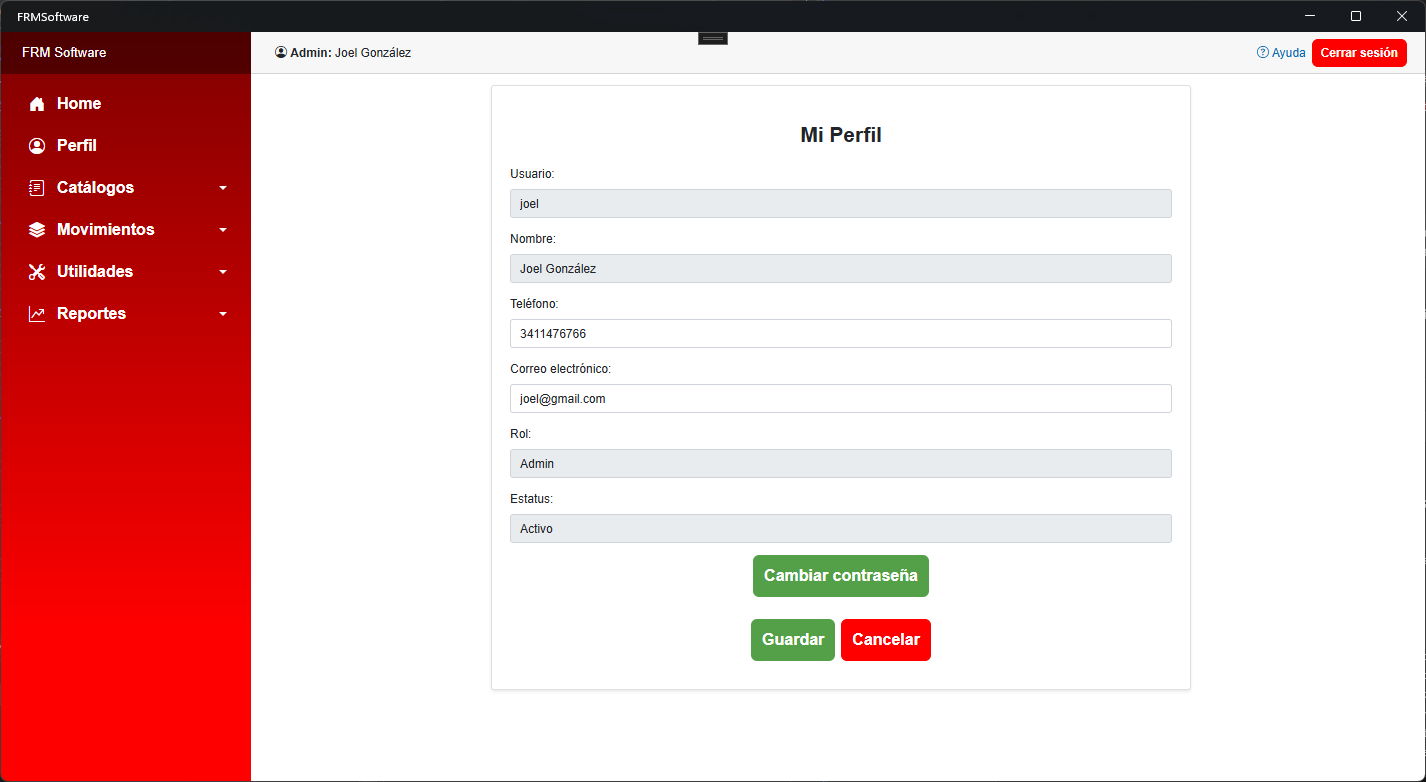 FRMSoftware
FRM Software
Admin: Joel González
Ayuda
Cerrar sesión
Home
Perfil
Catálogos
Movimientos
Utilidades
Reportes
Mi Perfil
Usuario:
joel
Nombre:
Joel González
Teléfono:
3411476766
Correo electrónico:
joel@gmail.com
Rol:
Admin
Estatus:
Activo
Cambiar contraseña
Guardar
Cancelar